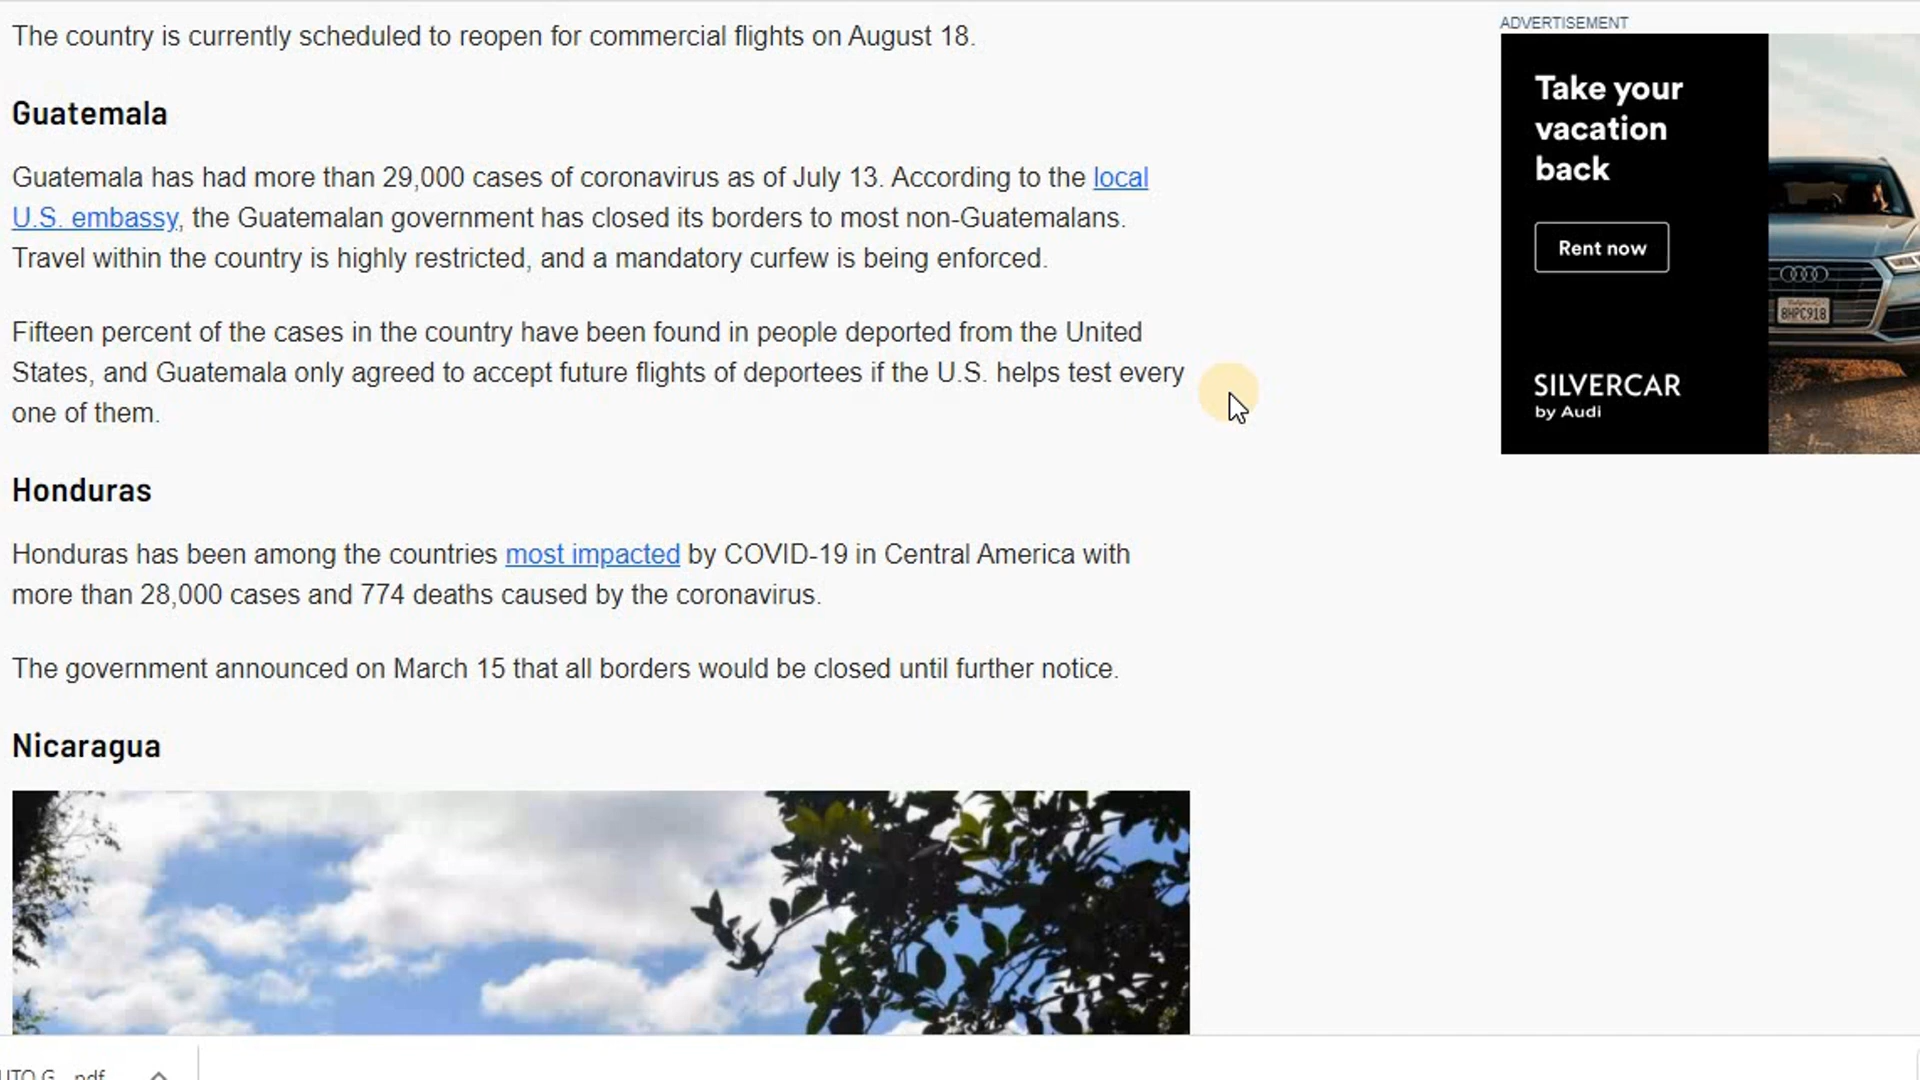 The country is currently scheduled to reopen for commercial flights on August 18.
Guatemala
Guatemala has had more than 29,000 cases of coronavirus as of July 13. According to the local
U.S. embassy, the Guatemalan government has closed its borders to most non-Guatemalans.
Travel within the country is highly restricted, and a mandatory curfew is being enforced.
Fifteen percent of the cases in the country have been found in people deported from the United
States, and Guatemala only agreed to accept future flights of deportees if the U.S. helps test every
one of them.
Honduras
Honduras has been among the countries most impacted by COVID-19 in Central America with
more than 28,000 cases and 774 deaths caused by the coronavirus.
The government announced on March 15 that all borders would be closed until further notice.
Nicaragua
ADVERTISEMENT
Take your
vacation
back
Rent now
8HPC918
SILVERCAR
by Audi